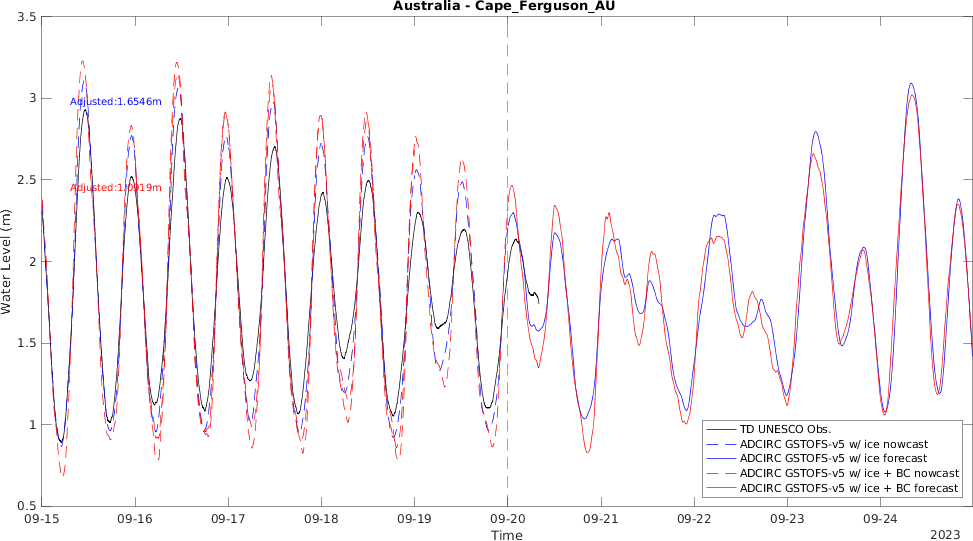 Australia - Cape_Ferguson_AU
3.5
3
2.5
2
1.5
1
0.5
Water Level (m)
Adjusted:1.6546m
Adjusted:1.0919m
TD UNESCO Obs.
ADCIRC GSTOFS-v5 w/ ice nowcast
ADCIRC GSTOFS-v5 w/ ice forecast
ADCIRC GSTOFS-v5 w/ ice + BC nowcast
ADCIRC GSTOFS-v5 w/ ice + BC forecast
09-15 09-16 09-17 09-18 09-19 09-20 09-21 09-22 09-23 09-24
Time
2023